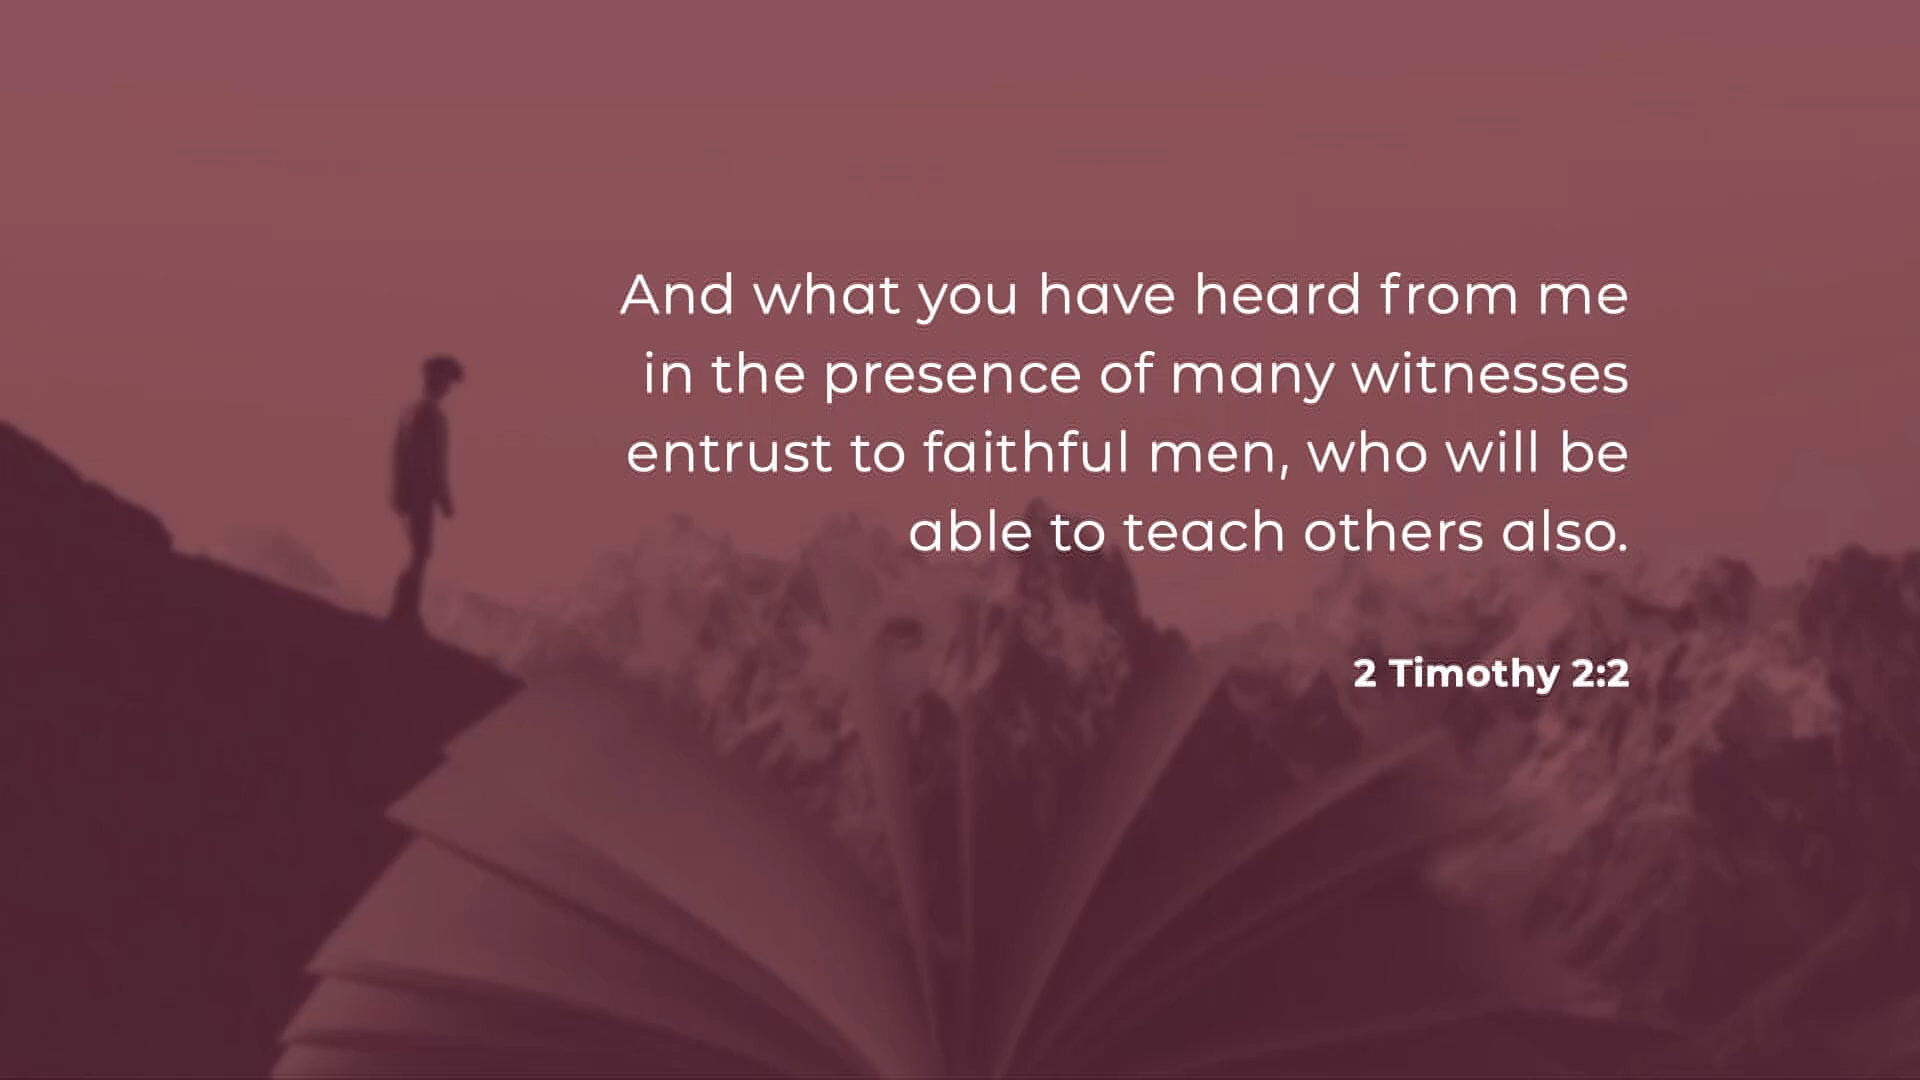 And what you have heard from me
in the presence of many witnesses
entrust to faithful men, who will be
able to teach others also.
2 Timothy 2:2